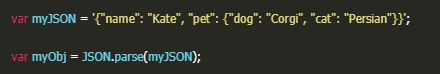 var myJSON = '{"name": "Kate", "pet": {"dog": "Corgi", "cat": "Persian"}}';
var myObj = JSON.parse(myJSON);